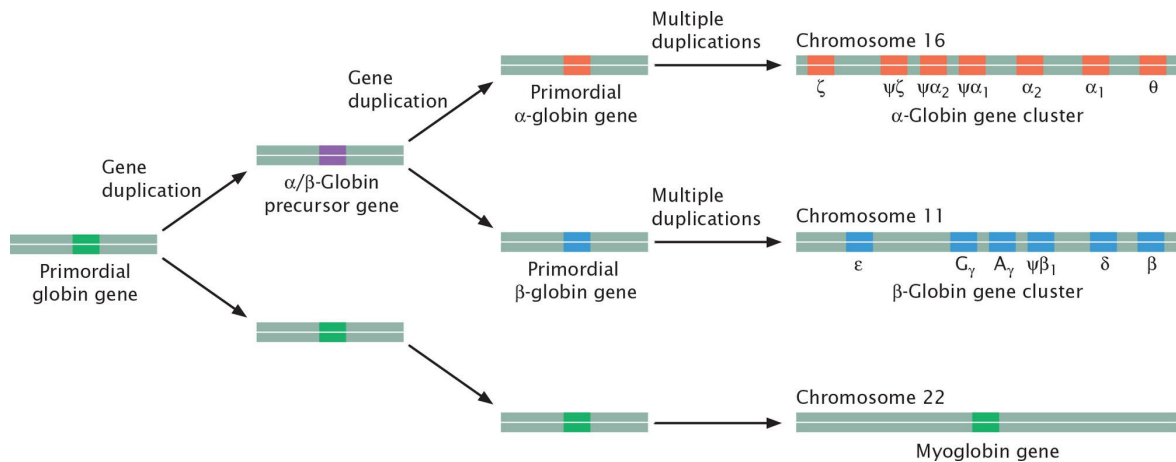 Multiple
duplications
Chromosome 16
Gene
duplication
Primordial
α-globin gene
ζ ψζ ψα₂ ψα₁ α₂ α₁ θ
α-Globin gene cluster
Gene
duplication
α/β-Globin
precursor gene
Multiple
duplications
Chromosome 11
Primordial
globin gene
Primordial
β-globin gene
ε Gᵧ Aᵧ ψβ₁ δ β
β-Globin gene cluster
Chromosome 22
Myoglobin gene